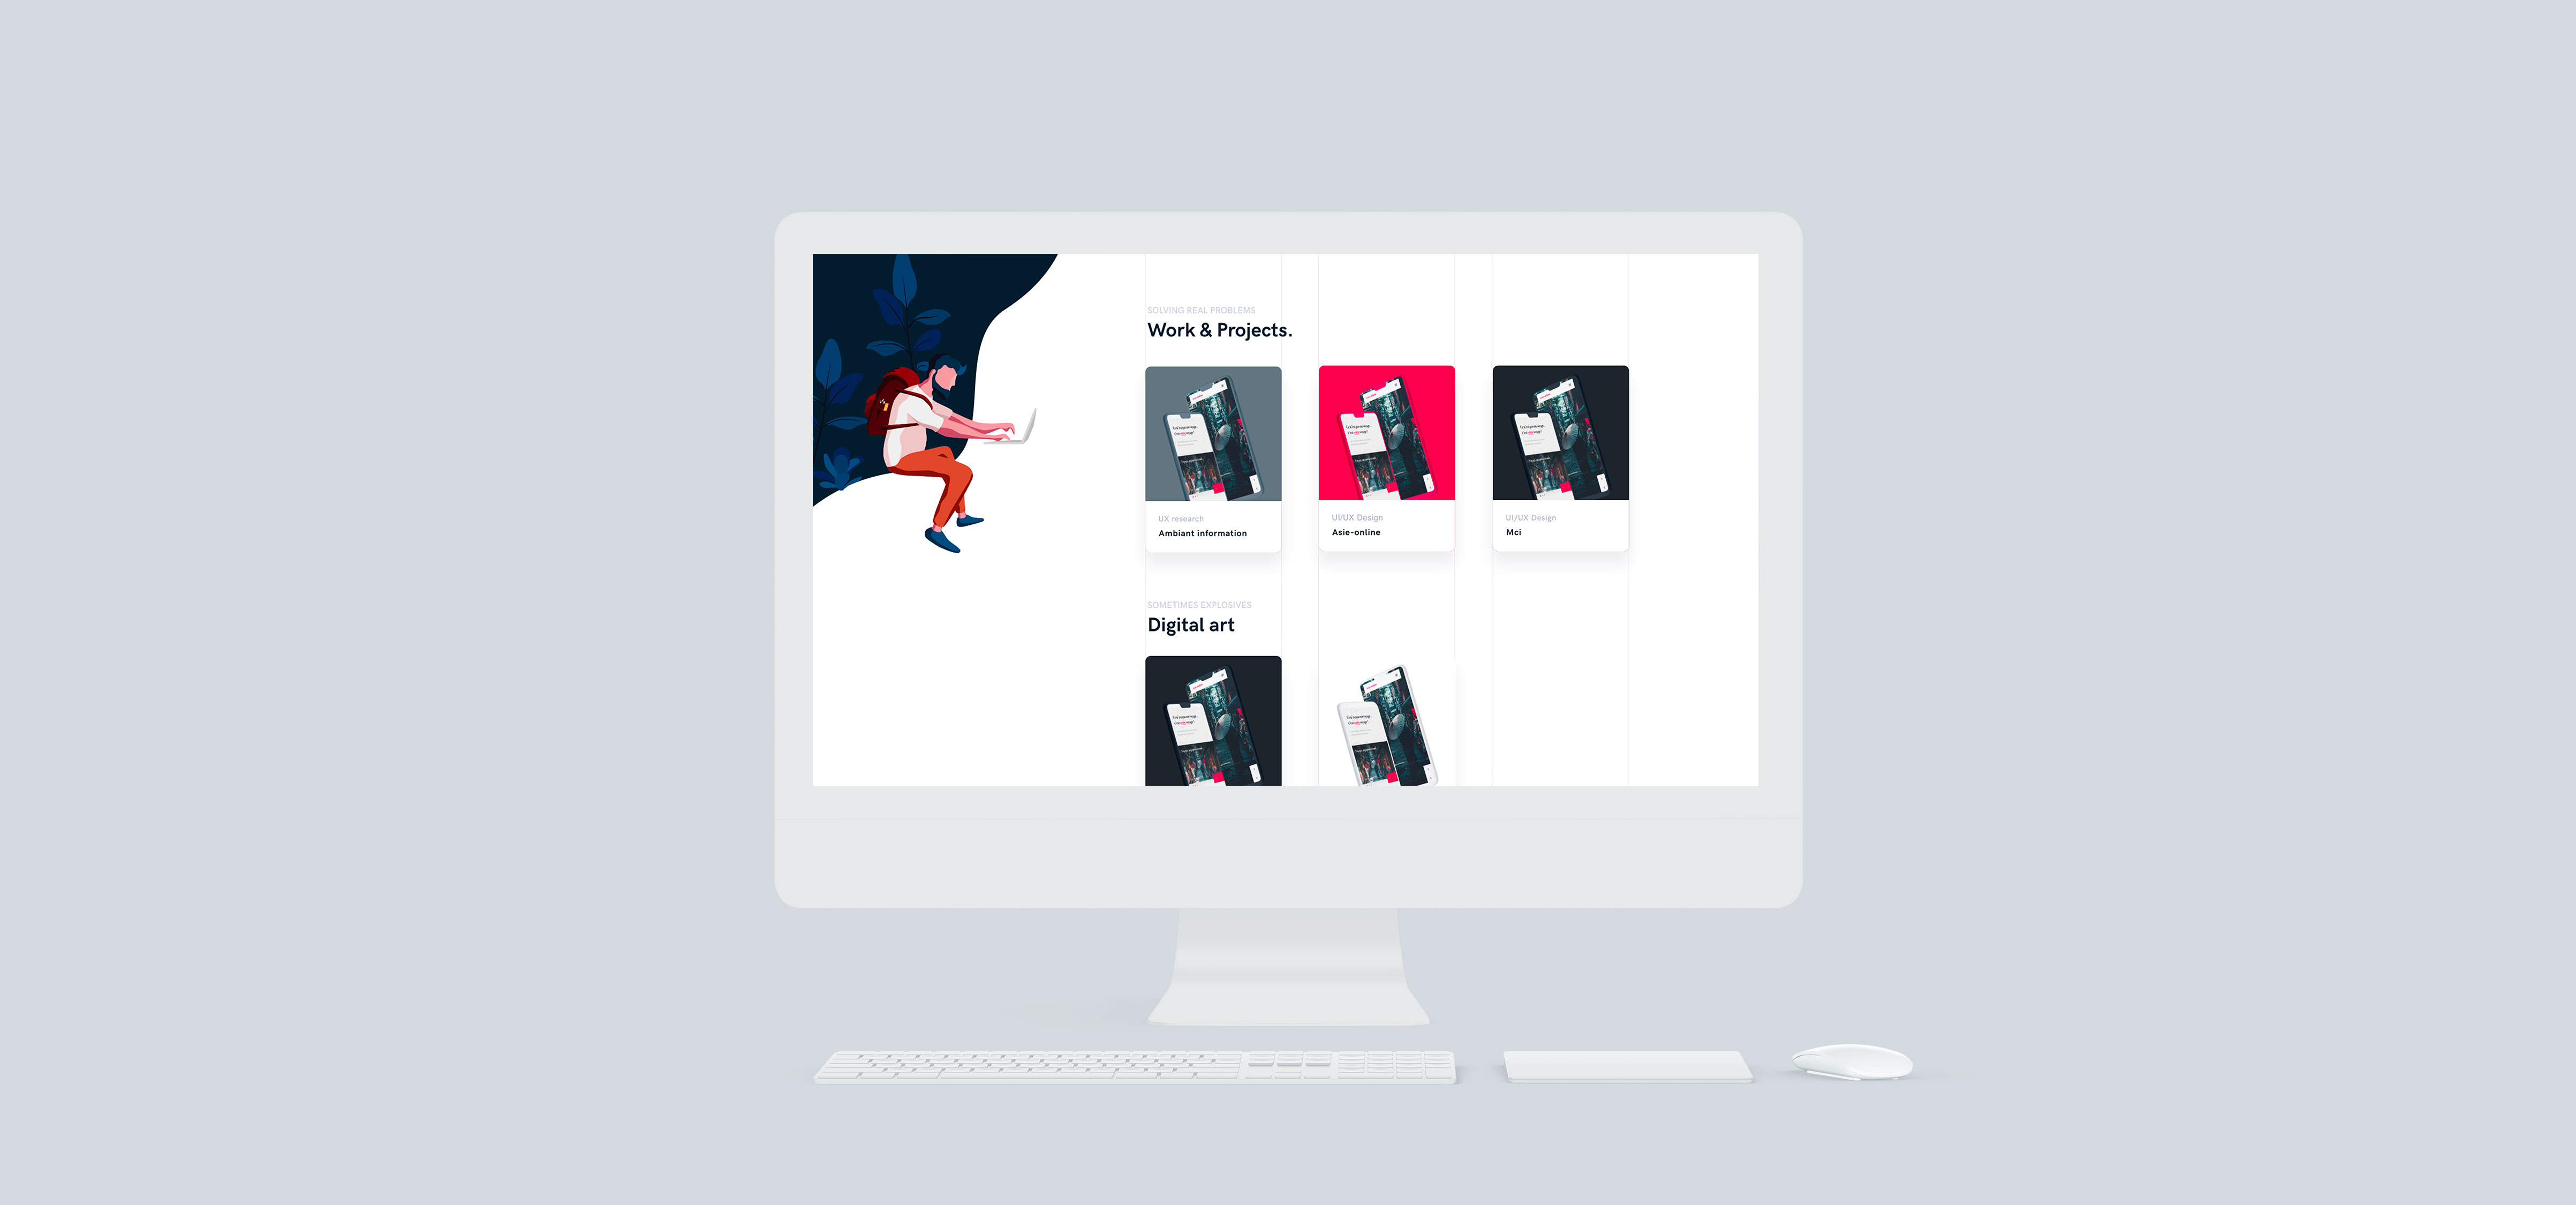 SOLVING REAL PROBLEMS
Work & Projects.
UX research
Ambiant information
UI/UX Design
Asie-online
UI/UX Design
Mci
SOMETIMES EXPLOSIVES
Digital art